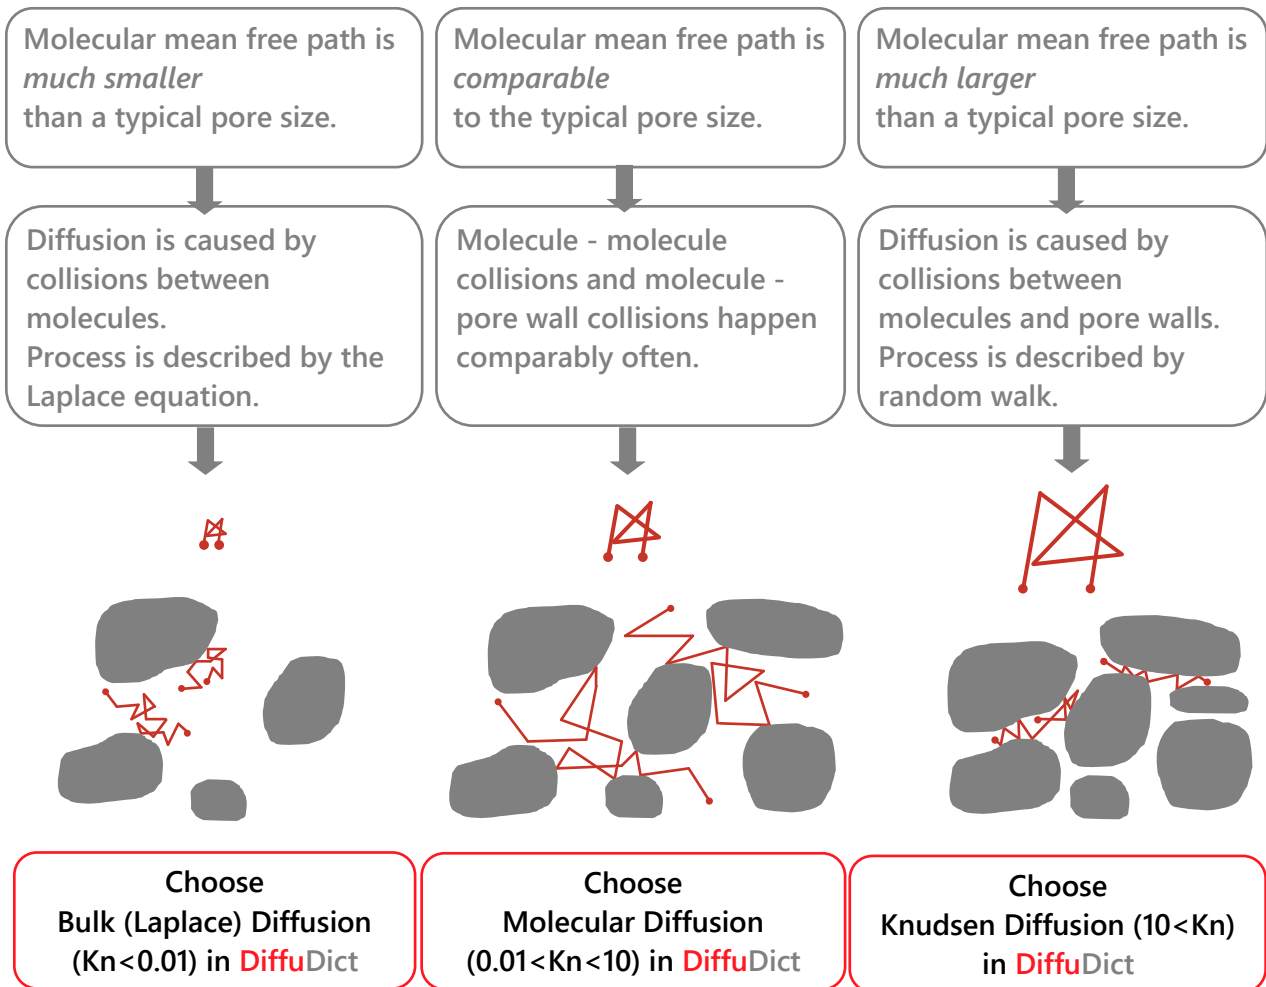 Molecular mean free path is
much smaller
than a typical pore size.
Molecular mean free path is
comparable
to the typical pore size.
Molecular mean free path is
much larger
than a typical pore size.
Diffusion is caused by
collisions between
molecules.
Process is described by the
Laplace equation.
Molecule - molecule
collisions and molecule -
pore wall collisions happen
comparably often.
Diffusion is caused by
collisions between
molecules and pore walls.
Process is described by
random walk.
Choose
Bulk (Laplace) Diffusion
(Kn<0.01) in DiffuDict
Choose
Molecular Diffusion
(0.01<Kn<10) in DiffuDict
Choose
Knudsen Diffusion (10<Kn)
in DiffuDict